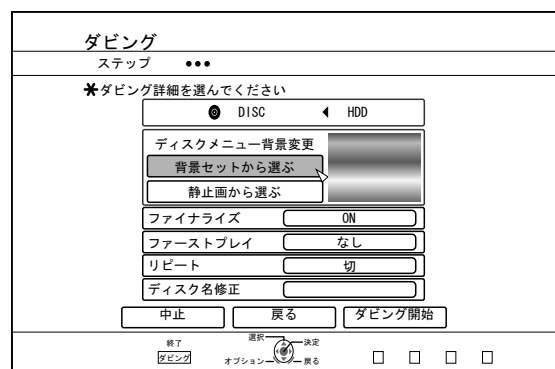 ダビング
ステップ
✱ダビング詳細を選んでください
DISC ◀ HDD
ディスクメニュー背景変更
背景セットから選ぶ
静止画から選ぶ
ファイナライズ ON
ファーストプレイ なし
リピート 切
ディスク名修正
中止 戻る ダビング開始
終了 選択 決定
ダビング オプション 戻る